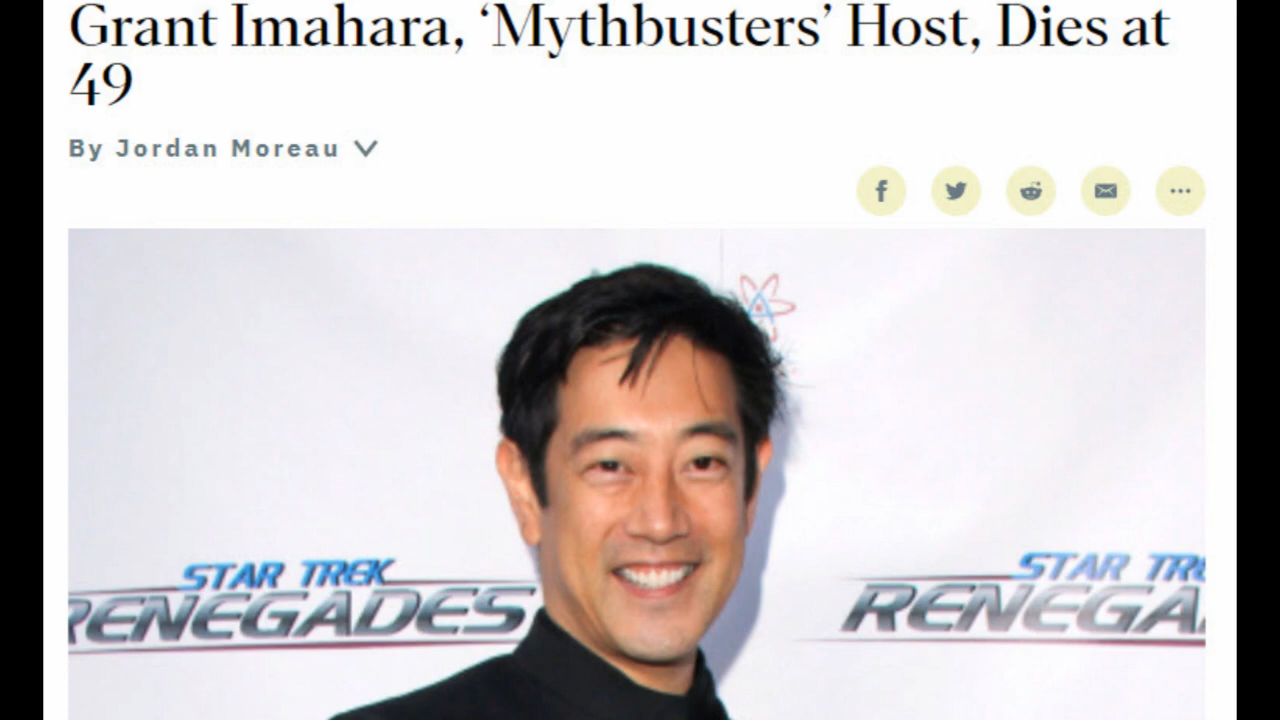 Grant Imahara, ‘Mythbusters’ Host, Dies at
49
By Jordan Moreau
STAR TREK
RENEGADES
STAR TRE
RENEGA